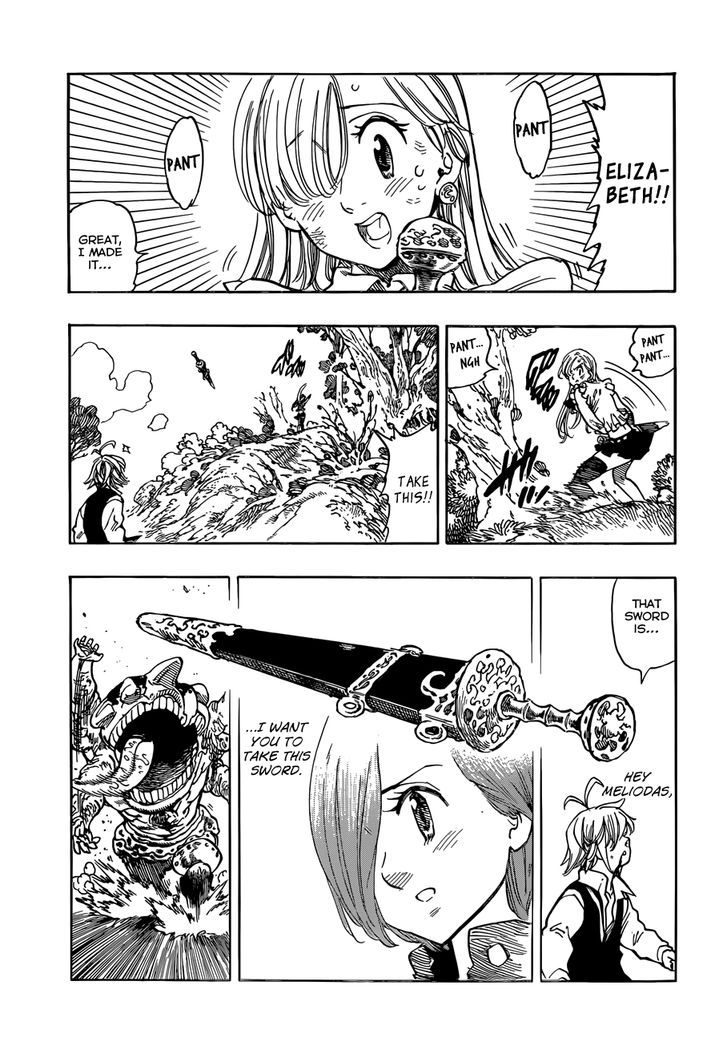 ELIZA-
BETH!!
PANT
PANT
GREAT,
I MADE
IT...
PANT
PANT...
PANT...
NGH
TAKE
THIS!!
THAT
SWORD
IS...
HEY
MELIODAS,
...I WANT
YOU TO
TAKE THIS
SWORD.